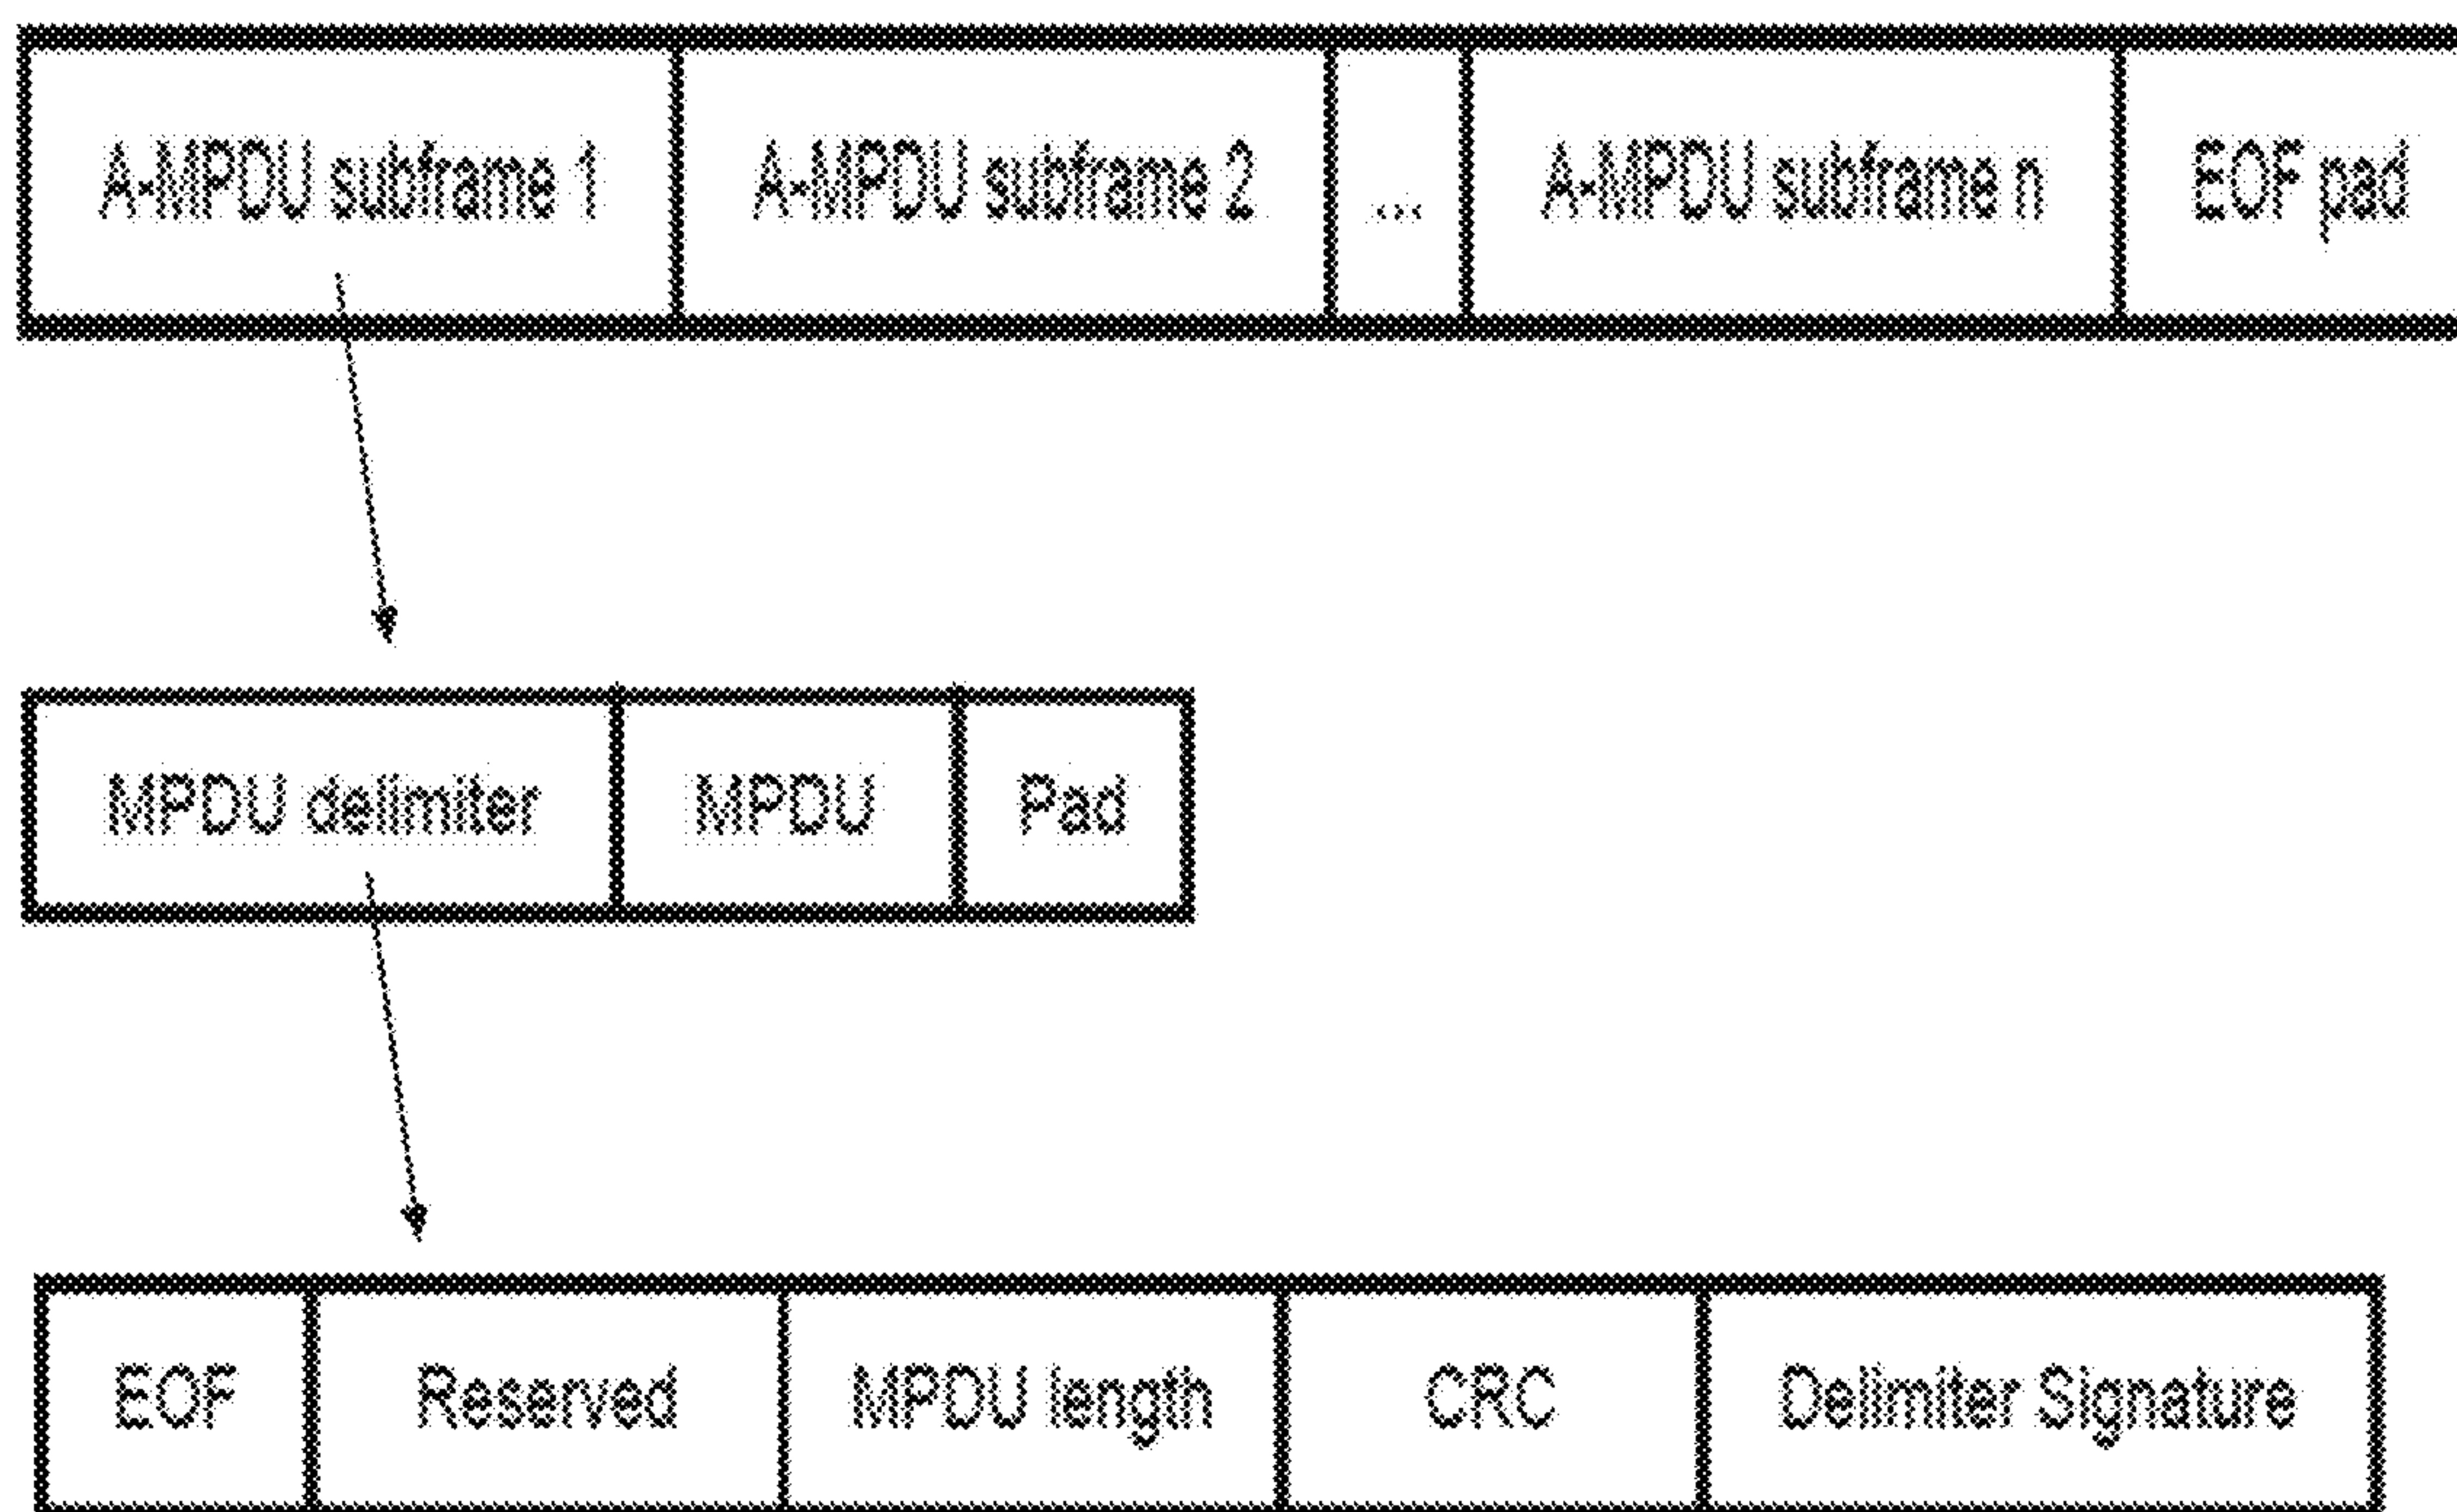 A-MPDU subframe 1 A-MPDU subframe 2 ... A-MPDU subframe n EOF pad
MPDU delimiter MPDU Pad
EOF Reserved MPDU length CRC Delimiter Signature